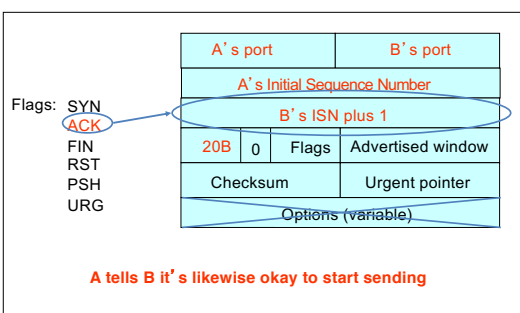 A's port B's port
A's Initial Sequence Number
Flags: SYN
ACK
B's ISN plus 1
FIN
20B 0 Flags Advertised window
RST
PSH
Checksum Urgent pointer
URG
Options (variable)
A tells B it's likewise okay to start sending